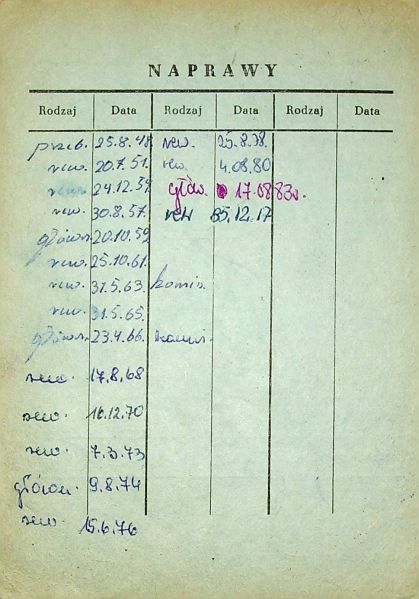 NAPRAWY
Rodzaj Data Rodzaj Data Rodzaj Data
przeb. 25.8.48. rew. 25.8.78.
rew. 20.7.51. rew. 4.08.80
rew. 24.12.54. głów. 17.08.83r.
rew. 30.8.57. rew 85.12.17
główn. 20.10.59
rew. 25.10.61.
rew. 31.5.63. komis.
rew. 31.5.65.
główn. 23.4.66.
rew. 17.8.68
rew. 16.12.70
rew. 7.3.73
główn. 9.8.74
rew. 15.6.76